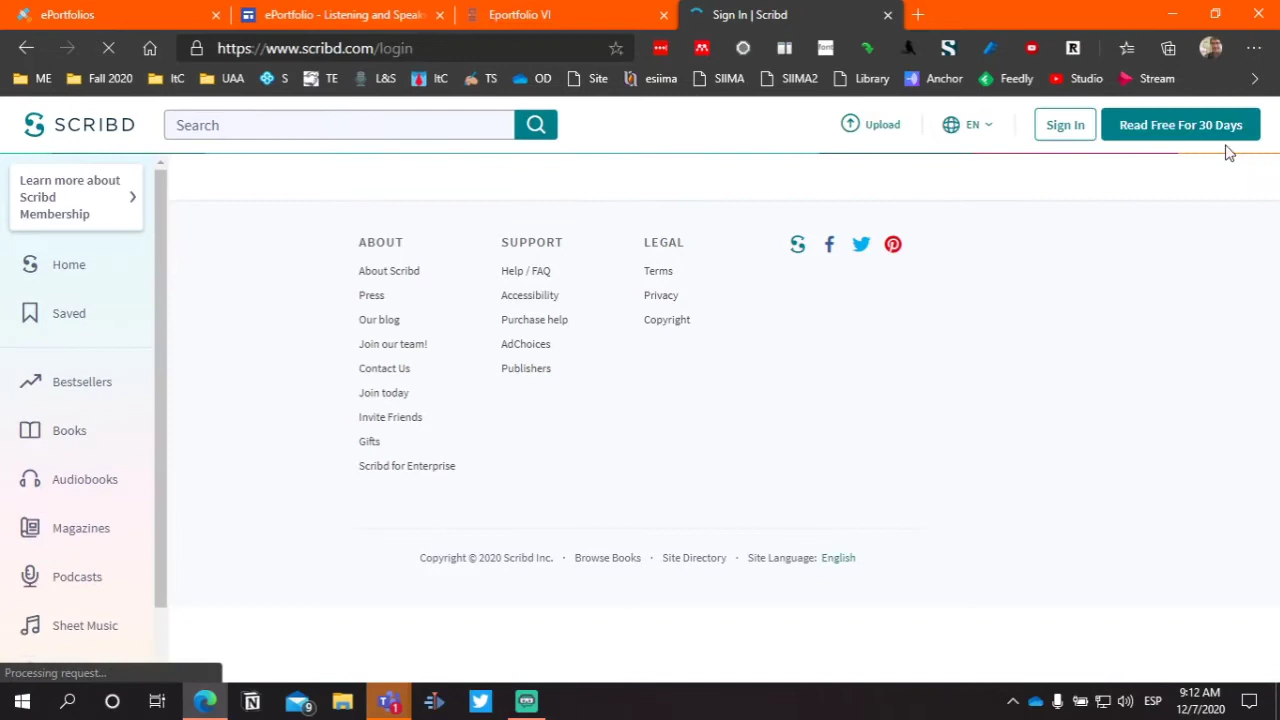 ePortfolios
ePortfolio - Listening and Speak
Eportfolio VI
Sign In | Scribd
https://www.scribd.com/login
ME
Fall 2020
ItC
UAA
S
TE
L&S
ItC
TS
OD
Site
esiima
SIIMA
SIIMA2
Library
Anchor
Feedly
Studio
Stream
SCRIBD
Search
Upload
EN
Sign In
Read Free For 30 Days
Learn more about
Scribd
Membership
Home
Saved
Bestsellers
Books
Audiobooks
Magazines
Podcasts
Sheet Music
ABOUT
About Scribd
Press
Our blog
Join our team!
Contact Us
Join today
Invite Friends
Gifts
Scribd for Enterprise
SUPPORT
Help / FAQ
Accessibility
Purchase help
AdChoices
Publishers
LEGAL
Terms
Privacy
Copyright
Copyright © 2020 Scribd Inc. · Browse Books · Site Directory · Site Language: English
Processing request...
9
1
ESP
9:12 AM
12/7/2020